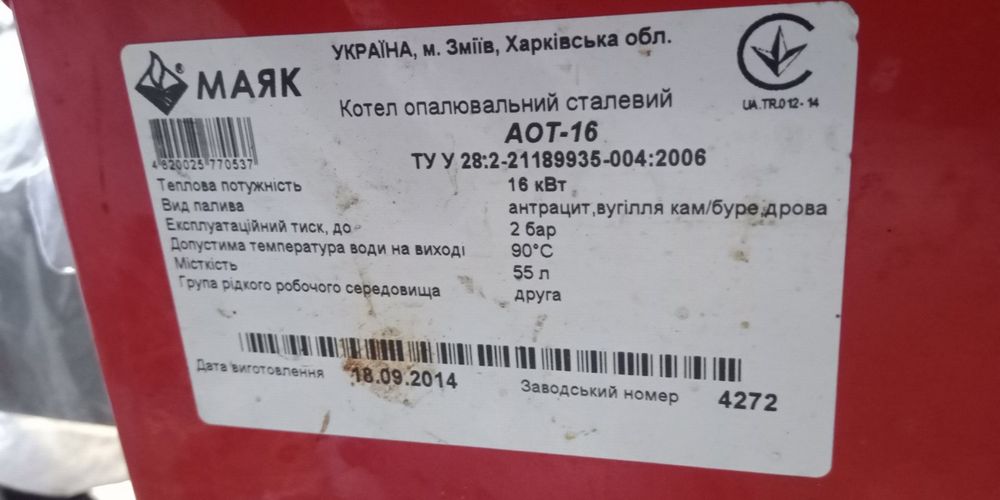 УКРАЇНА, м. Зміїв, Харківська обл.
® МАЯК
UA.TR.012-14
Котел опалювальний сталевий
АОТ-16
4820025 770537
ТУ У 28:2-21189935-004:2006
Теплова потужність 16 кВт
Вид палива антрацит,вугілля кам/буре,дрова
Експлуатаційний тиск, до 2 бар
Допустима температура води на виході 90°С
Місткість 55 л
Група рідкого робочого середовища друга
Дата виготовлення 18.09.2014 Заводський номер 4272